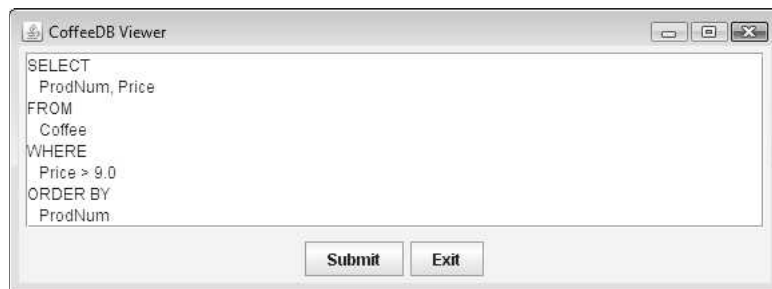 CoffeeDB Viewer
SELECT
ProdNum, Price
FROM
Coffee
WHERE
Price > 9.0
ORDER BY
ProdNum
Submit Exit